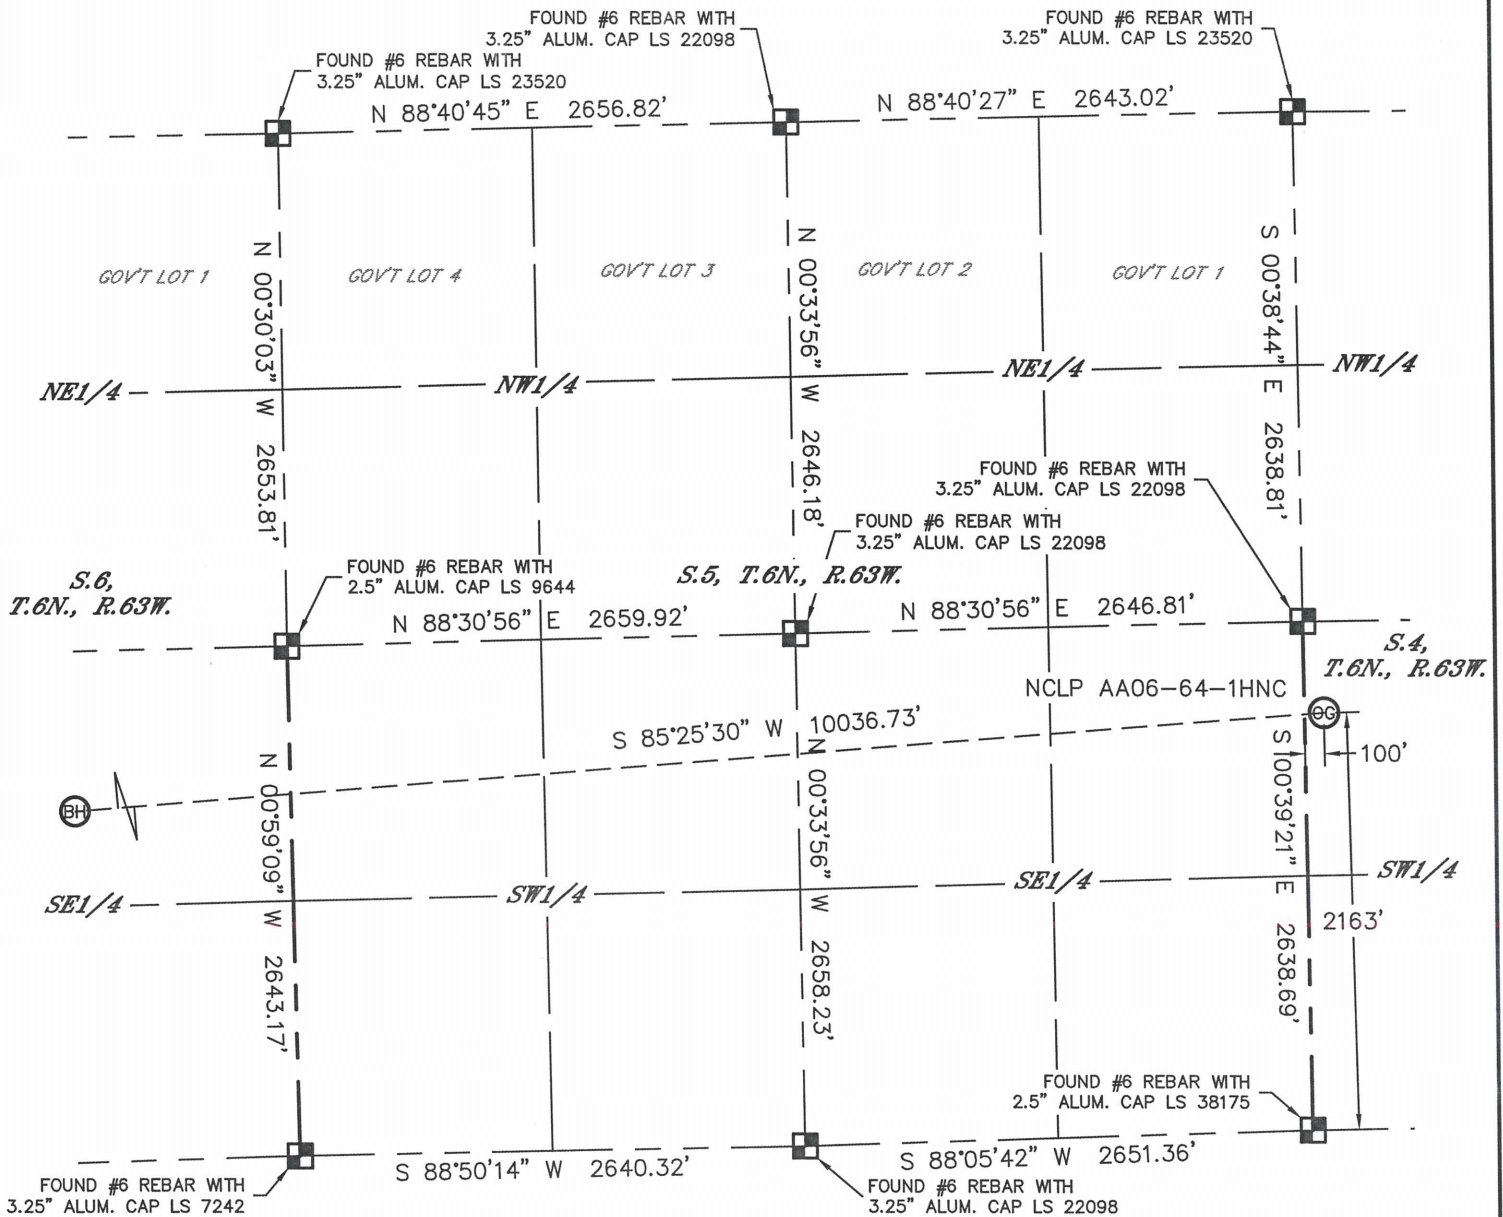 FOUND #6 REBAR WITH
3.25" ALUM. CAP LS 22098
FOUND #6 REBAR WITH
3.25" ALUM. CAP LS 23520
FOUND #6 REBAR WITH
3.25" ALUM. CAP LS 23520
N 88°40'45" E 2656.82'
N 88°40'27" E 2643.02'
N 00°30'03" W 2653.81'
N 00°33'56" W 2646.18'
S 00°38'44" E 2638.81'
GOV'T LOT 1
GOV'T LOT 4
GOV'T LOT 3
GOV'T LOT 2
GOV'T LOT 1
NE1/4
NW1/4
NE1/4
NW1/4
FOUND #6 REBAR WITH
3.25" ALUM. CAP LS 22098
FOUND #6 REBAR WITH
3.25" ALUM. CAP LS 22098
FOUND #6 REBAR WITH
2.5" ALUM. CAP LS 9644
S.6,
T.6N., R.63W.
S.5, T.6N., R.63W.
N 88°30'56" E 2659.92'
N 88°30'56" E 2646.81'
S.4,
T.6N., R.63W.
NCLP AA06-64-1HNC
OG
S 85°25'30" W 10036.73'
100'
BH
N 00°59'09" W 2643.17'
N 00°33'56" W 2658.23'
S 00°39'21" E 2638.69'
SE1/4
SW1/4
SE1/4
SW1/4
2163'
FOUND #6 REBAR WITH
2.5" ALUM. CAP LS 38175
S 88°50'14" W 2640.32'
S 88°05'42" W 2651.36'
FOUND #6 REBAR WITH
3.25" ALUM. CAP LS 7242
FOUND #6 REBAR WITH
3.25" ALUM. CAP LS 22098